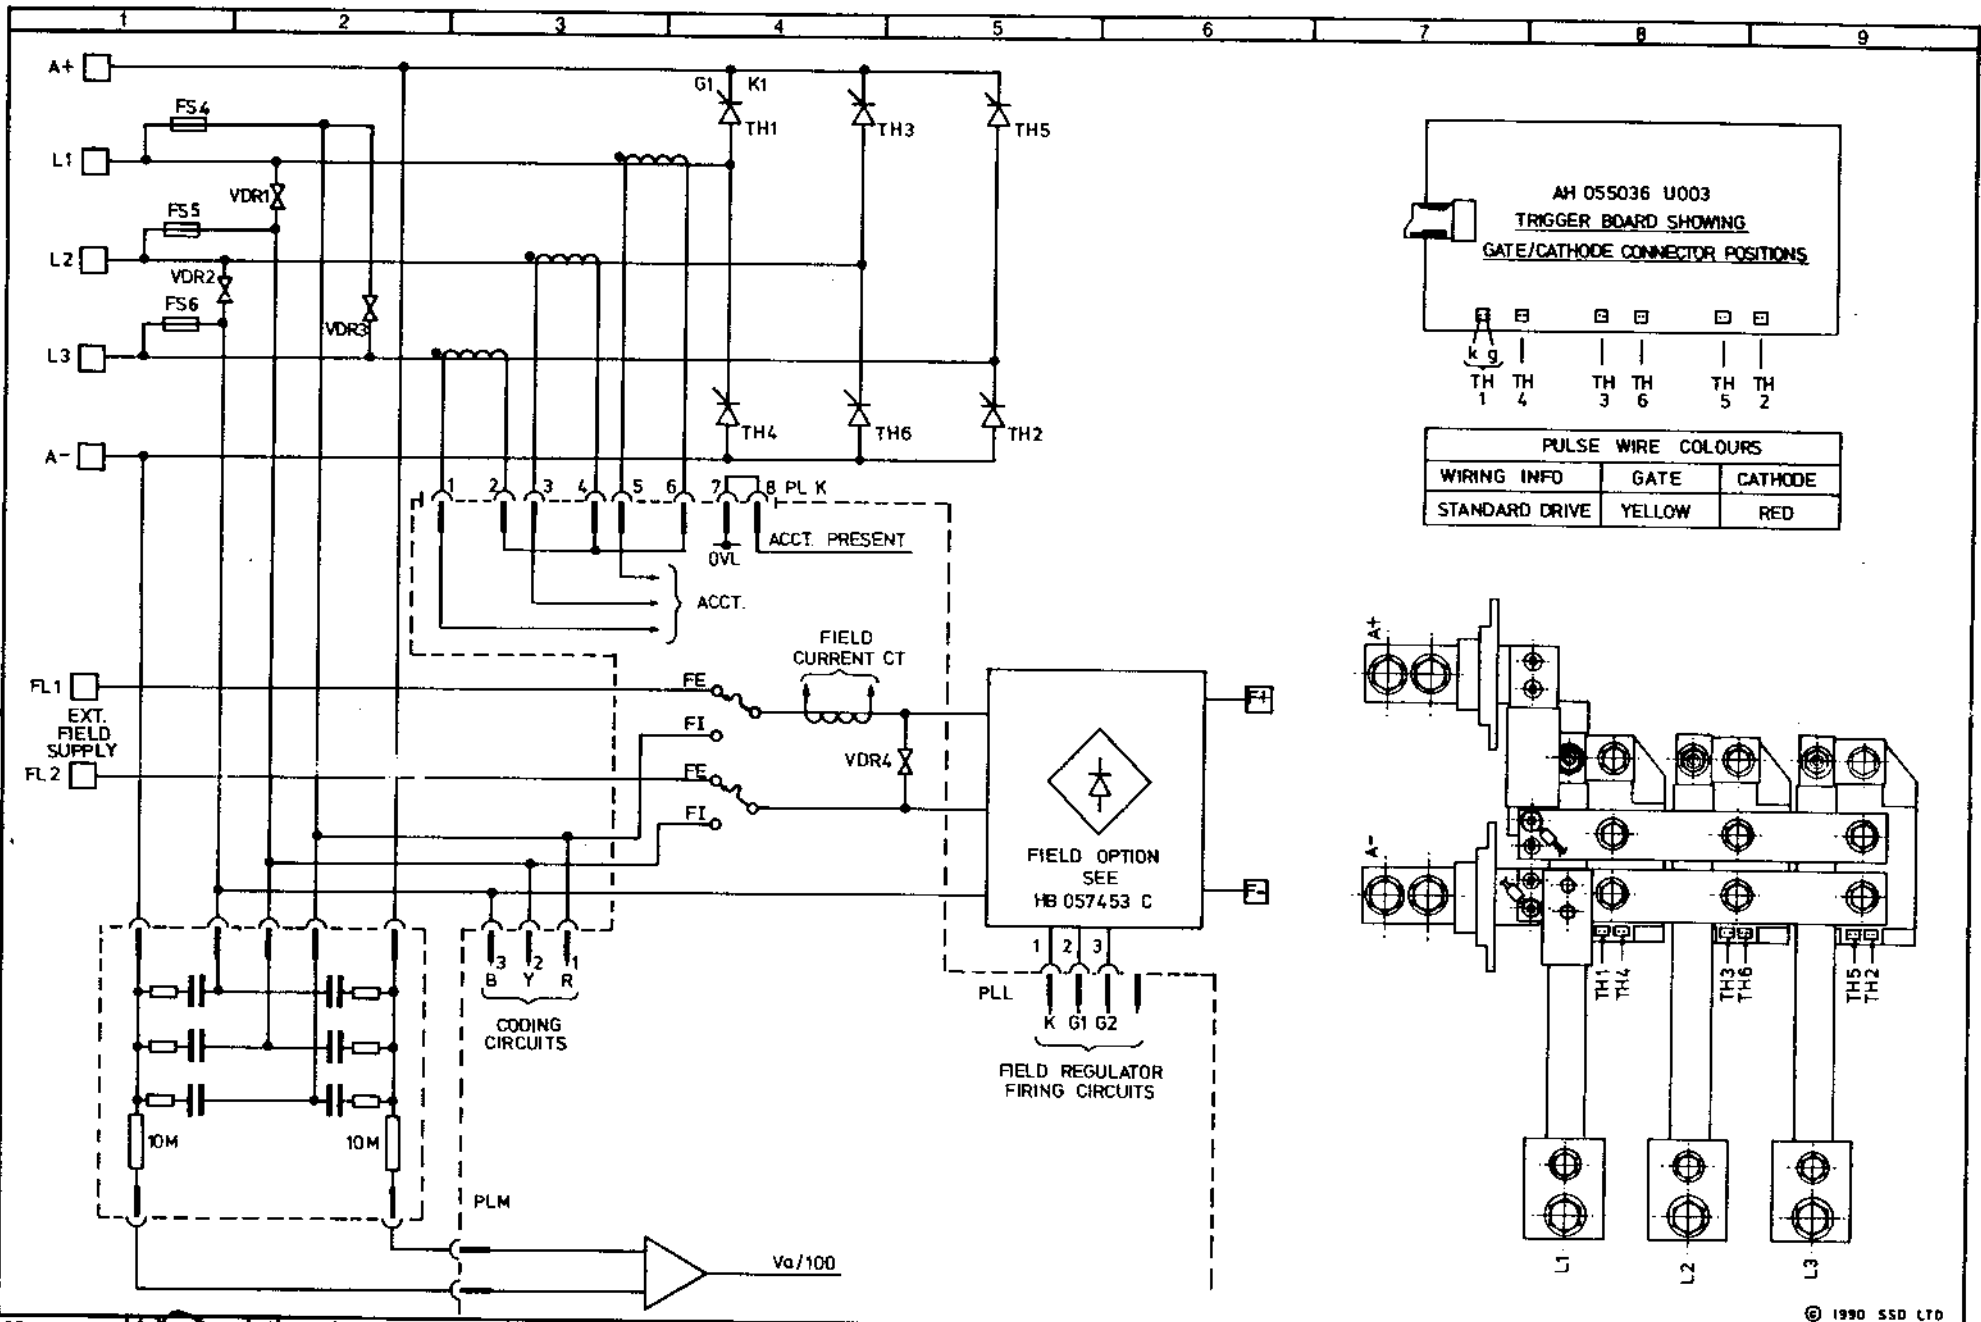 1 2 3 4 5 6 7 8 9
A+
FS4
G1 K1
TH1
TH3
TH5
L1
VDR1
FS5
L2
VDR2
FS6
VDR3
L3
TH4
TH6
TH2
A-
1 2 3 4 5 6 7 8 PL K
0VL
ACCT. PRESENT
ACCT.
AH 055036 U003
TRIGGER BOARD SHOWING
GATE/CATHODE CONNECTOR POSITIONS
k g
TH TH TH TH TH TH
1 4 3 6 5 2
PULSE WIRE COLOURS
WIRING INFO GATE CATHODE
STANDARD DRIVE YELLOW RED
FIELD
CURRENT CT
FL1
EXT.
FIELD
SUPPLY
FL2
FE
FI
FE
FI
VDR4
FIELD OPTION
SEE
HB 057453 C
F+
F-
1 2 3
PLL
K G1 G2
FIELD REGULATOR
FIRING CIRCUITS
3 2 1
B Y R
CODING
CIRCUITS
10M
10M
PLM
Va/100
A+
A-
TH1
TH4
TH3
TH6
TH5
TH2
L1
L2
L3
© 1990 SSD LTD